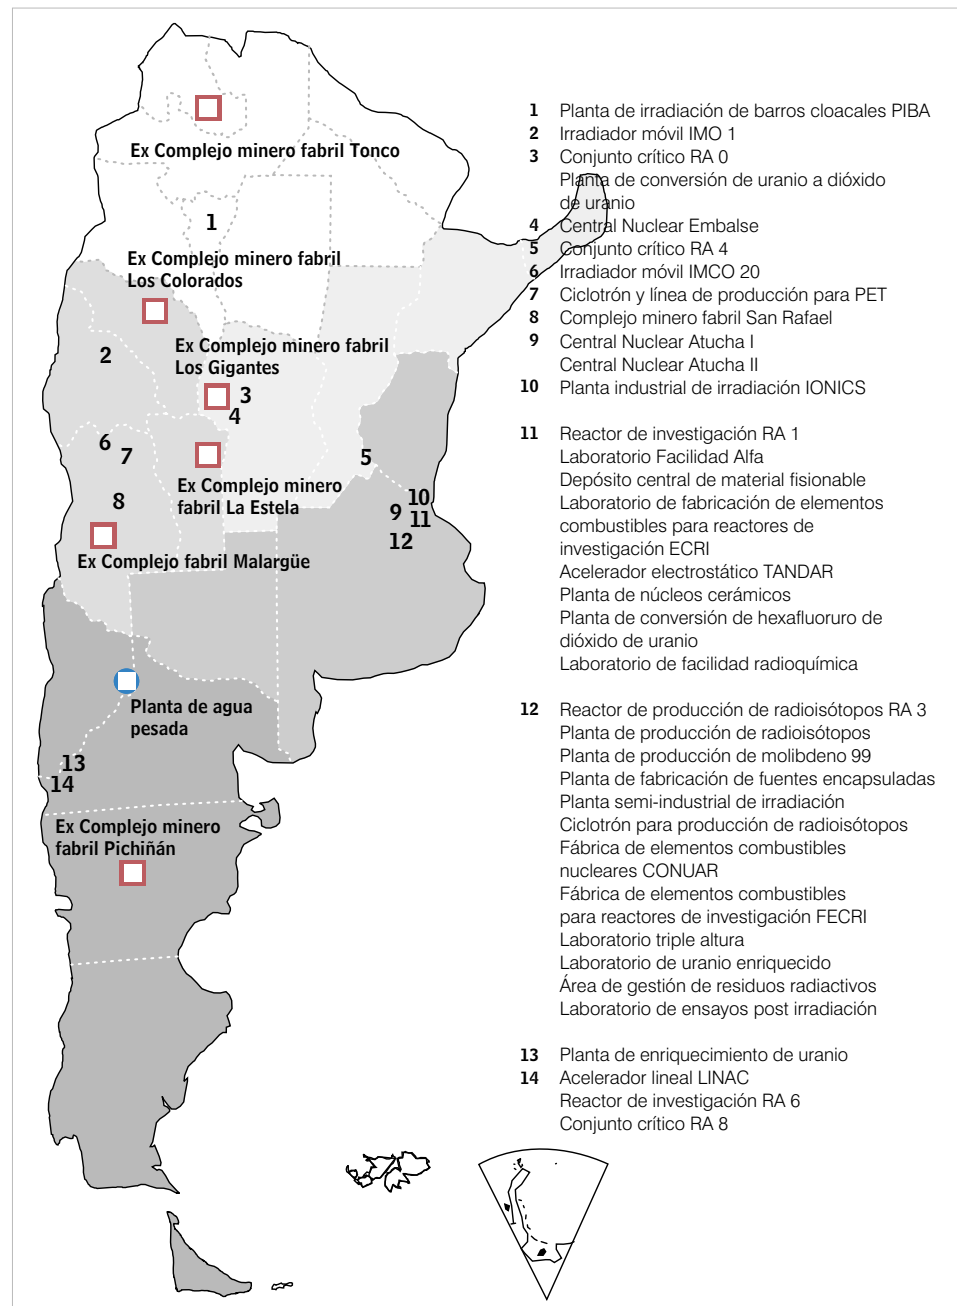 Ex Complejo minero fabril Tonco
1
Ex Complejo minero fabril
Los Colorados
2
Ex Complejo minero fabril
Los Gigantes
3
4
6
7
5
Ex Complejo minero
fabril La Estela
8
9
10
11
12
Ex Complejo fabril Malargüe
Planta de agua
pesada
13
14
Ex Complejo minero
fabril Pichiñán
1 Planta de irradiación de barros cloacales PIBA
2 Irradiador móvil IMO 1
3 Conjunto crítico RA 0
Planta de conversión de uranio a dióxido
de uranio
4 Central Nuclear Embalse
5 Conjunto crítico RA 4
6 Irradiador móvil IMCO 20
7 Ciclotrón y línea de producción para PET
8 Complejo minero fabril San Rafael
9 Central Nuclear Atucha I
Central Nuclear Atucha II
10 Planta industrial de irradiación IONICS
11 Reactor de investigación RA 1
Laboratorio Facilidad Alfa
Depósito central de material fisionable
Laboratorio de fabricación de elementos
combustibles para reactores de
investigación ECRI
Acelerador electrostático TANDAR
Planta de núcleos cerámicos
Planta de conversión de hexafluoruro de
dióxido de uranio
Laboratorio de facilidad radioquímica
12 Reactor de producción de radioisótopos RA 3
Planta de producción de radioisótopos
Planta de producción de molibdeno 99
Planta de fabricación de fuentes encapsuladas
Planta semi-industrial de irradiación
Ciclotrón para producción de radioisótopos
Fábrica de elementos combustibles
nucleares CONUAR
Fábrica de elementos combustibles
para reactores de investigación FECRI
Laboratorio triple altura
Laboratorio de uranio enriquecido
Área de gestión de residuos radiactivos
Laboratorio de ensayos post irradiación
13 Planta de enriquecimiento de uranio
14 Acelerador lineal LINAC
Reactor de investigación RA 6
Conjunto crítico RA 8